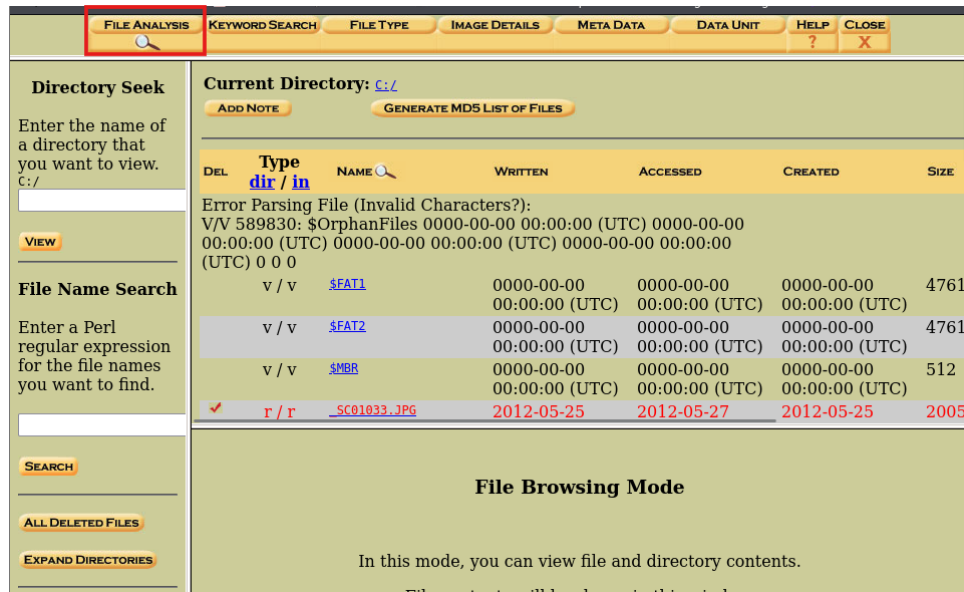 FILE ANALYSIS KEYWORD SEARCH FILE TYPE IMAGE DETAILS META DATA DATA UNIT HELP CLOSE
? X
Directory Seek
Enter the name of
a directory that
you want to view.
C:/
VIEW
File Name Search
Enter a Perl
regular expression
for the file names
you want to find.
SEARCH
ALL DELETED FILES
EXPAND DIRECTORIES
Current Directory: C:/
ADD NOTE GENERATE MD5 LIST OF FILES
DEL Type dir / in NAME WRITTEN ACCESSED CREATED SIZE
Error Parsing File (Invalid Characters?):
V/V 589830: $OrphanFiles 0000-00-00 00:00:00 (UTC) 0000-00-00
00:00:00 (UTC) 0000-00-00 00:00:00 (UTC) 0000-00-00 00:00:00
(UTC) 0 0 0
v / v $FAT1 0000-00-00 0000-00-00 0000-00-00 4761
00:00:00 (UTC) 00:00:00 (UTC) 00:00:00 (UTC)
v / v $FAT2 0000-00-00 0000-00-00 0000-00-00 4761
00:00:00 (UTC) 00:00:00 (UTC) 00:00:00 (UTC)
v / v $MBR 0000-00-00 0000-00-00 0000-00-00 512
00:00:00 (UTC) 00:00:00 (UTC) 00:00:00 (UTC)
r / r _SC01033.JPG 2012-05-25 2012-05-27 2012-05-25 2005
File Browsing Mode
In this mode, you can view file and directory contents.